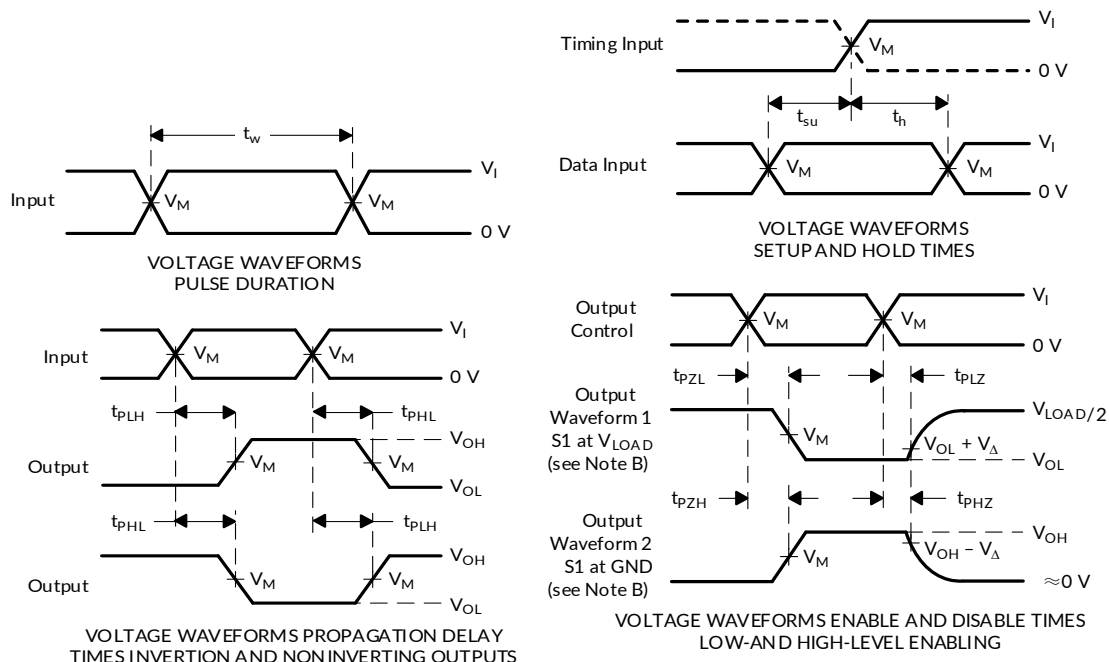 Input
t_w
V_M
V_M
V_I
0 V
VOLTAGE WAVEFORMS
PULSE DURATION
Timing Input
V_M
V_I
0 V
t_su
t_h
Data Input
V_M
V_M
V_I
0 V
VOLTAGE WAVEFORMS
SETUP AND HOLD TIMES
Input
V_M
V_M
V_I
0 V
t_PLH
t_PHL
Output
V_M
V_M
V_OH
V_OL
t_PHL
t_PLH
Output
V_M
V_M
V_OH
V_OL
VOLTAGE WAVEFORMS PROPAGATION DELAY
TIMES INVERTION AND NONINVERTING OUTPUTS
Output
Control
V_M
V_M
V_I
0 V
t_PZL
t_PLZ
Output
Waveform 1
S1 at V_LOAD
(see Note B)
V_M
V_LOAD/2
V_OL + V_Δ
V_OL
t_PZH
t_PHZ
Output
Waveform 2
S1 at GND
(see Note B)
V_M
V_OH
V_OH – V_Δ
≈0 V
VOLTAGE WAVEFORMS ENABLE AND DISABLE TIMES
LOW-AND HIGH-LEVEL ENABLING